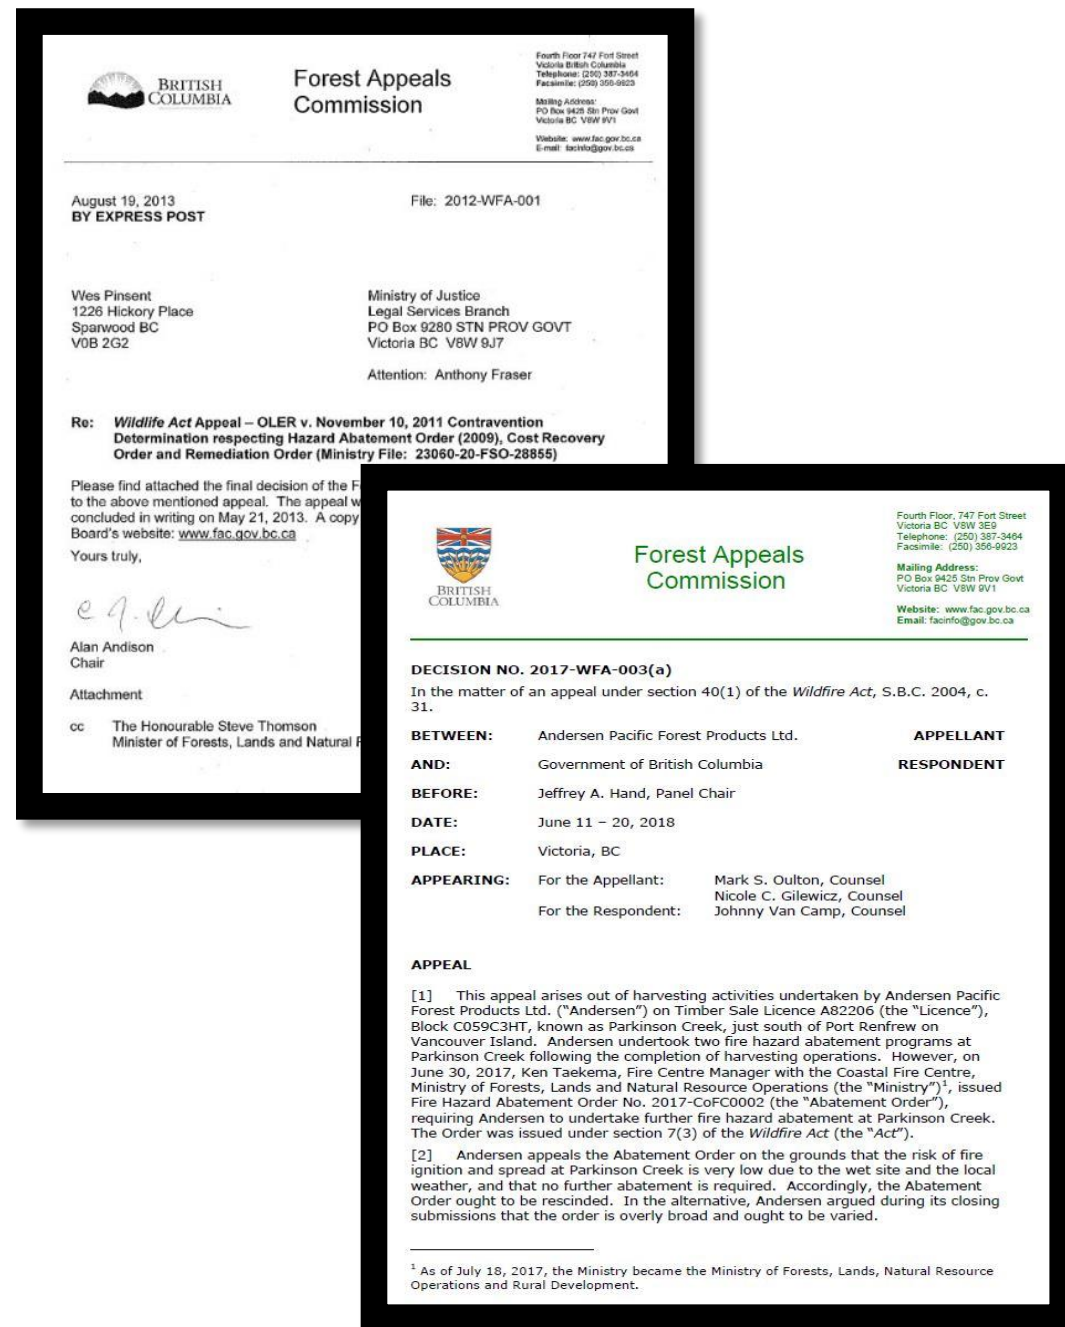 BRITISH
COLUMBIA
Forest Appeals
Commission
Fourth Floor 747 Fort Street
Victoria British Columbia
Telephone: (250) 387-3464
Facsimile: (250) 356-9923
Mailing Address:
PO Box 9425 Stn Prov Govt
Victoria BC V8W 9V1
Website: www.fac.gov.bc.ca
E-mail: facinfo@gov.bc.ca
August 19, 2013
BY EXPRESS POST
File: 2012-WFA-001
Wes Pinsent
1226 Hickory Place
Sparwood BC
V0B 2G2
Ministry of Justice
Legal Services Branch
PO Box 9280 STN PROV GOVT
Victoria BC V8W 9J7
Attention: Anthony Fraser
Re: Wildlife Act Appeal – OLER v. November 10, 2011 Contravention
Determination respecting Hazard Abatement Order (2009), Cost Recovery
Order and Remediation Order (Ministry File: 23060-20-FSO-28855)
Please find attached the final decision of the F
to the above mentioned appeal. The appeal w
concluded in writing on May 21, 2013. A copy
Board's website: www.fac.gov.bc.ca
Yours truly,
Alan Andison
Chair
Attachment
cc The Honourable Steve Thomson
Minister of Forests, Lands and Natural F
BRITISH
COLUMBIA
Forest Appeals
Commission
Fourth Floor, 747 Fort Street
Victoria BC V8W 3E9
Telephone: (250) 387-3464
Facsimile: (250) 356-9923
Mailing Address:
PO Box 9425 Stn Prov Govt
Victoria BC V8W 9V1
Website: www.fac.gov.bc.ca
Email: facinfo@gov.bc.ca
DECISION NO. 2017-WFA-003(a)
In the matter of an appeal under section 40(1) of the Wildfire Act, S.B.C. 2004, c.
31.
BETWEEN: Andersen Pacific Forest Products Ltd. APPELLANT
AND: Government of British Columbia RESPONDENT
BEFORE: Jeffrey A. Hand, Panel Chair
DATE: June 11 – 20, 2018
PLACE: Victoria, BC
APPEARING: For the Appellant: Mark S. Oulton, Counsel
Nicole C. Gilewicz, Counsel
For the Respondent: Johnny Van Camp, Counsel
APPEAL
[1] This appeal arises out of harvesting activities undertaken by Andersen Pacific
Forest Products Ltd. (“Andersen”) on Timber Sale Licence A82206 (the “Licence”),
Block C059C3HT, known as Parkinson Creek, just south of Port Renfrew on
Vancouver Island. Andersen undertook two fire hazard abatement programs at
Parkinson Creek following the completion of harvesting operations. However, on
June 30, 2017, Ken Taekema, Fire Centre Manager with the Coastal Fire Centre,
Ministry of Forests, Lands and Natural Resource Operations (the “Ministry”)¹, issued
Fire Hazard Abatement Order No. 2017-CoFC0002 (the “Abatement Order”),
requiring Andersen to undertake further fire hazard abatement at Parkinson Creek.
The Order was issued under section 7(3) of the Wildfire Act (the “Act”).
[2] Andersen appeals the Abatement Order on the grounds that the risk of fire
ignition and spread at Parkinson Creek is very low due to the wet site and the local
weather, and that no further abatement is required. Accordingly, the Abatement
Order ought to be rescinded. In the alternative, Andersen argued during its closing
submissions that the order is overly broad and ought to be varied.
¹ As of July 18, 2017, the Ministry became the Ministry of Forests, Lands, Natural Resource
Operations and Rural Development.